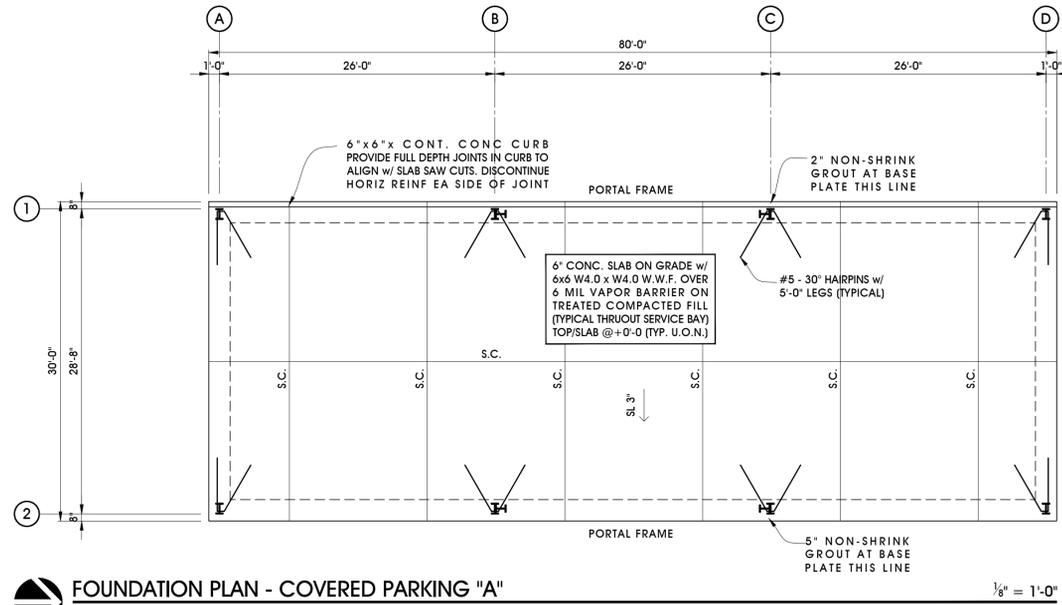 A
B
C
D
80'-0"
1'-0"
26'-0"
26'-0"
26'-0"
1'-0"
6"x6"x CONT. CONC CURB
PROVIDE FULL DEPTH JOINTS IN CURB TO
ALIGN w/ SLAB SAW CUTS. DISCONTINUE
HORIZ REINF EA SIDE OF JOINT
PORTAL FRAME
2" NON-SHRINK
GROUT AT BASE
PLATE THIS LINE
1
8"
6" CONC. SLAB ON GRADE w/
6x6 W4.0 x W4.0 W.W.F. OVER
6 MIL VAPOR BARRIER ON
TREATED COMPACTED FILL
(TYPICAL THRUOUT SERVICE BAY)
TOP/SLAB @+0'-0 (TYP. U.O.N.)
#5 - 30° HAIRPINS w/
5'-0" LEGS (TYPICAL)
30'-0"
28'-8"
S.C.
S.C.
S.C.
S.C.
S.C.
S.C.
S.C.
SL 3"
2
8"
PORTAL FRAME
5" NON-SHRINK
GROUT AT BASE
PLATE THIS LINE
FOUNDATION PLAN - COVERED PARKING "A"
⅛" = 1'-0"